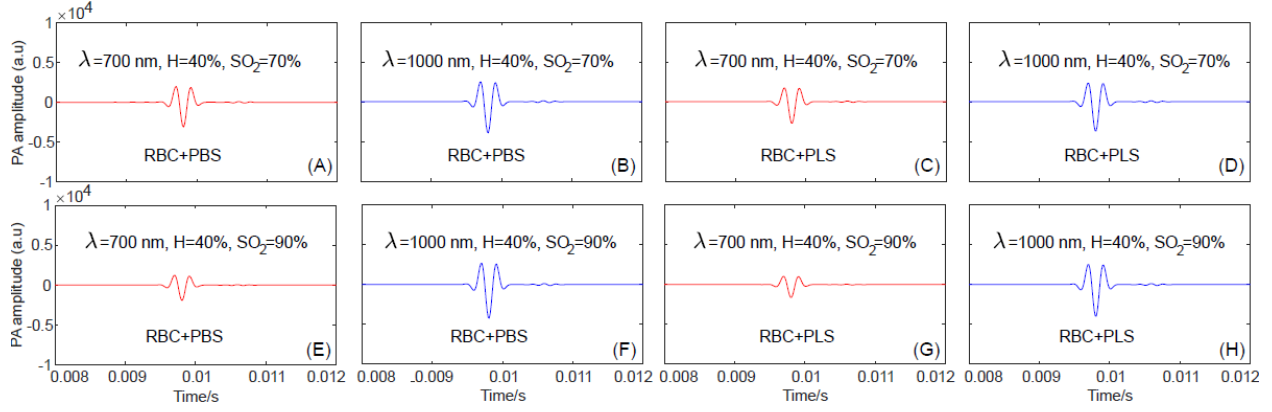 ×10⁴
1
0.5
0
-0.5
-1
PA amplitude (a.u)
λ=700 nm, H=40%, SO₂=70%
RBC+PBS
(A)
λ=1000 nm, H=40%, SO₂=70%
RBC+PBS
(B)
λ=700 nm, H=40%, SO₂=70%
RBC+PLS
(C)
λ=1000 nm, H=40%, SO₂=70%
RBC+PLS
(D)
×10⁴
1
0.5
0
-0.5
-1
PA amplitude (a.u)
λ=700 nm, H=40%, SO₂=90%
RBC+PBS
(E)
λ=1000 nm, H=40%, SO₂=90%
RBC+PBS
(F)
λ=700 nm, H=40%, SO₂=90%
RBC+PLS
(G)
λ=1000 nm, H=40%, SO₂=90%
RBC+PLS
(H)
0.008 0.009 0.01 0.011 0.012
0.008 .0.009 0.01 0.011 0.012
0.008 0.009 0.01 0.011 0.012
0.008 0.009 0.01 0.011 0.012
Time/s
Time/s
Time/s
Time/s